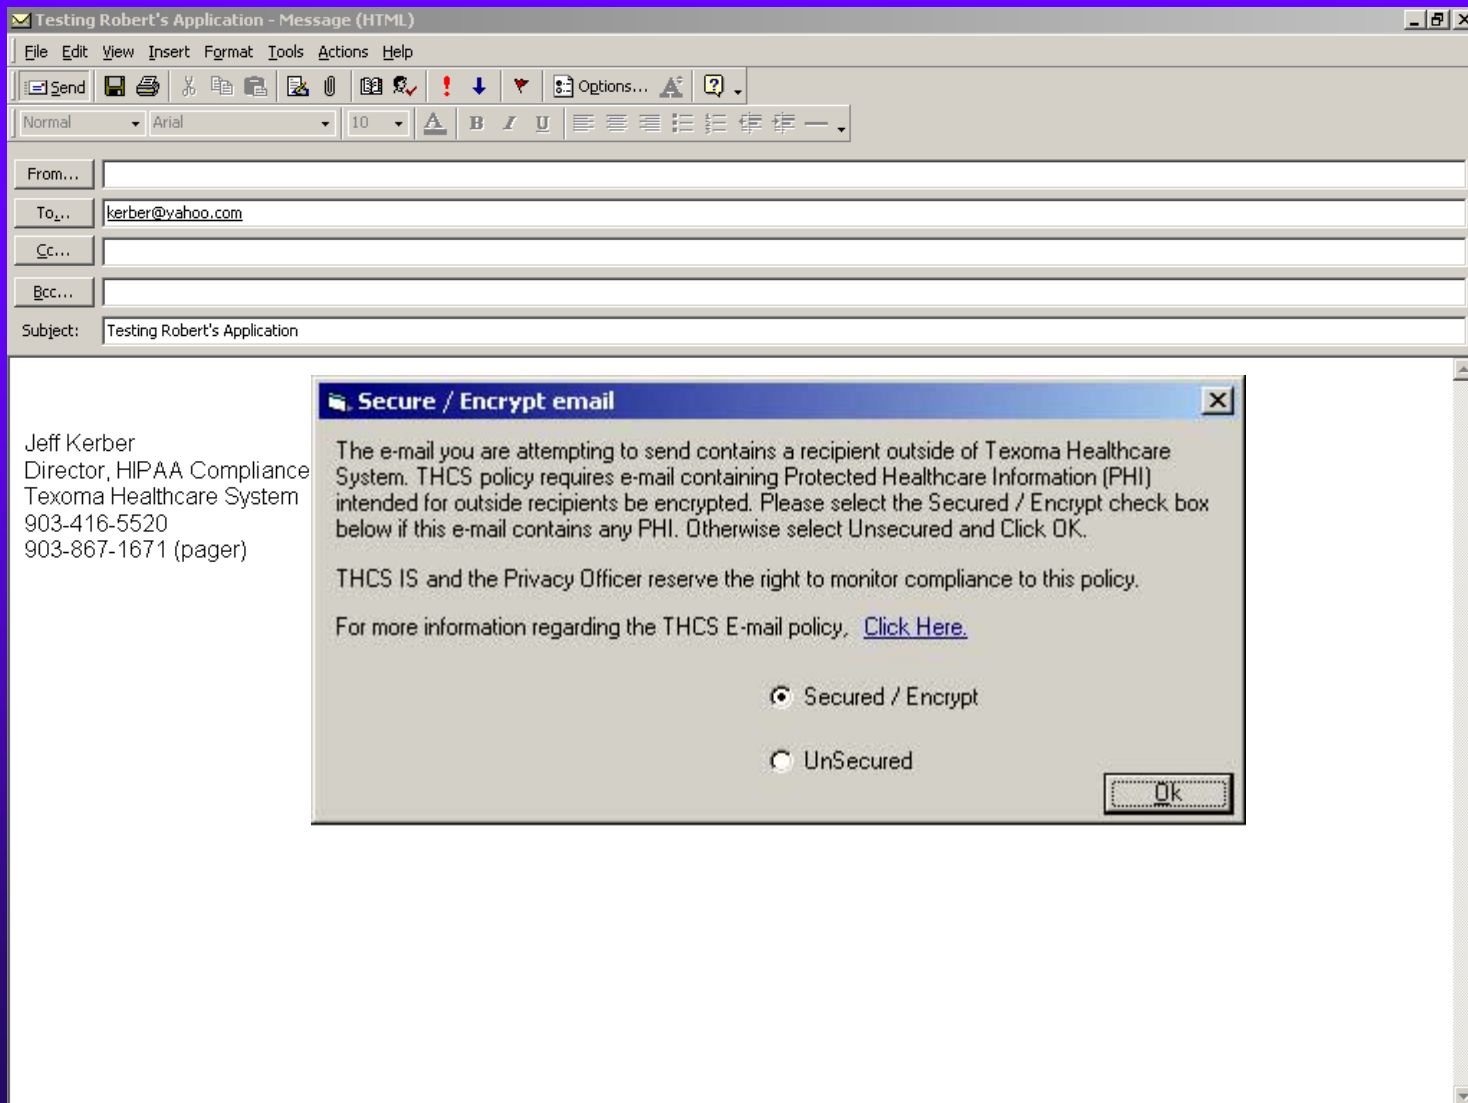 Testing Robert's Application - Message (HTML)
File Edit View Insert Format Tools Actions Help
Send Options...
Normal Arial 10 A B I U
From...
To... kerber@yahoo.com
Cc...
Bcc...
Subject: Testing Robert's Application
Jeff Kerber
Director, HIPAA Compliance
Texoma Healthcare System
903-416-5520
903-867-1671 (pager)
Secure / Encrypt email
The e-mail you are attempting to send contains a recipient outside of Texoma Healthcare
System. THCS policy requires e-mail containing Protected Healthcare Information (PHI)
intended for outside recipients be encrypted. Please select the Secured / Encrypt check box
below if this e-mail contains any PHI. Otherwise select Unsecured and Click OK.
THCS IS and the Privacy Officer reserve the right to monitor compliance to this policy.
For more information regarding the THCS E-mail policy, Click Here.
Secured / Encrypt
UnSecured
Ok